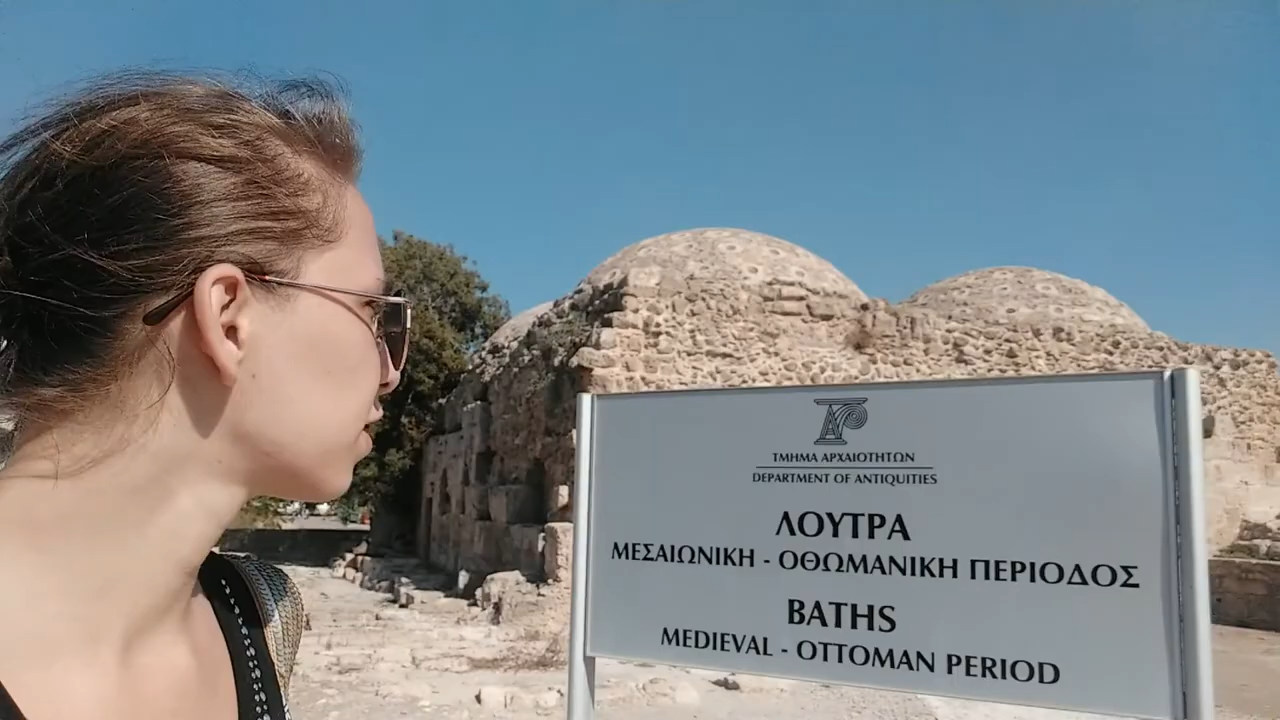 ΤΜΗΜΑ ΑΡΧΑΙΟΤΗΤΩΝ
DEPARTMENT OF ANTIQUITIES
ΛΟΥΤΡΑ
ΜΕΣΑΙΩΝΙΚΗ - ΟΘΩΜΑΝΙΚΗ ΠΕΡΙΟΔΟΣ
BATHS
MEDIEVAL - OTTOMAN PERIOD